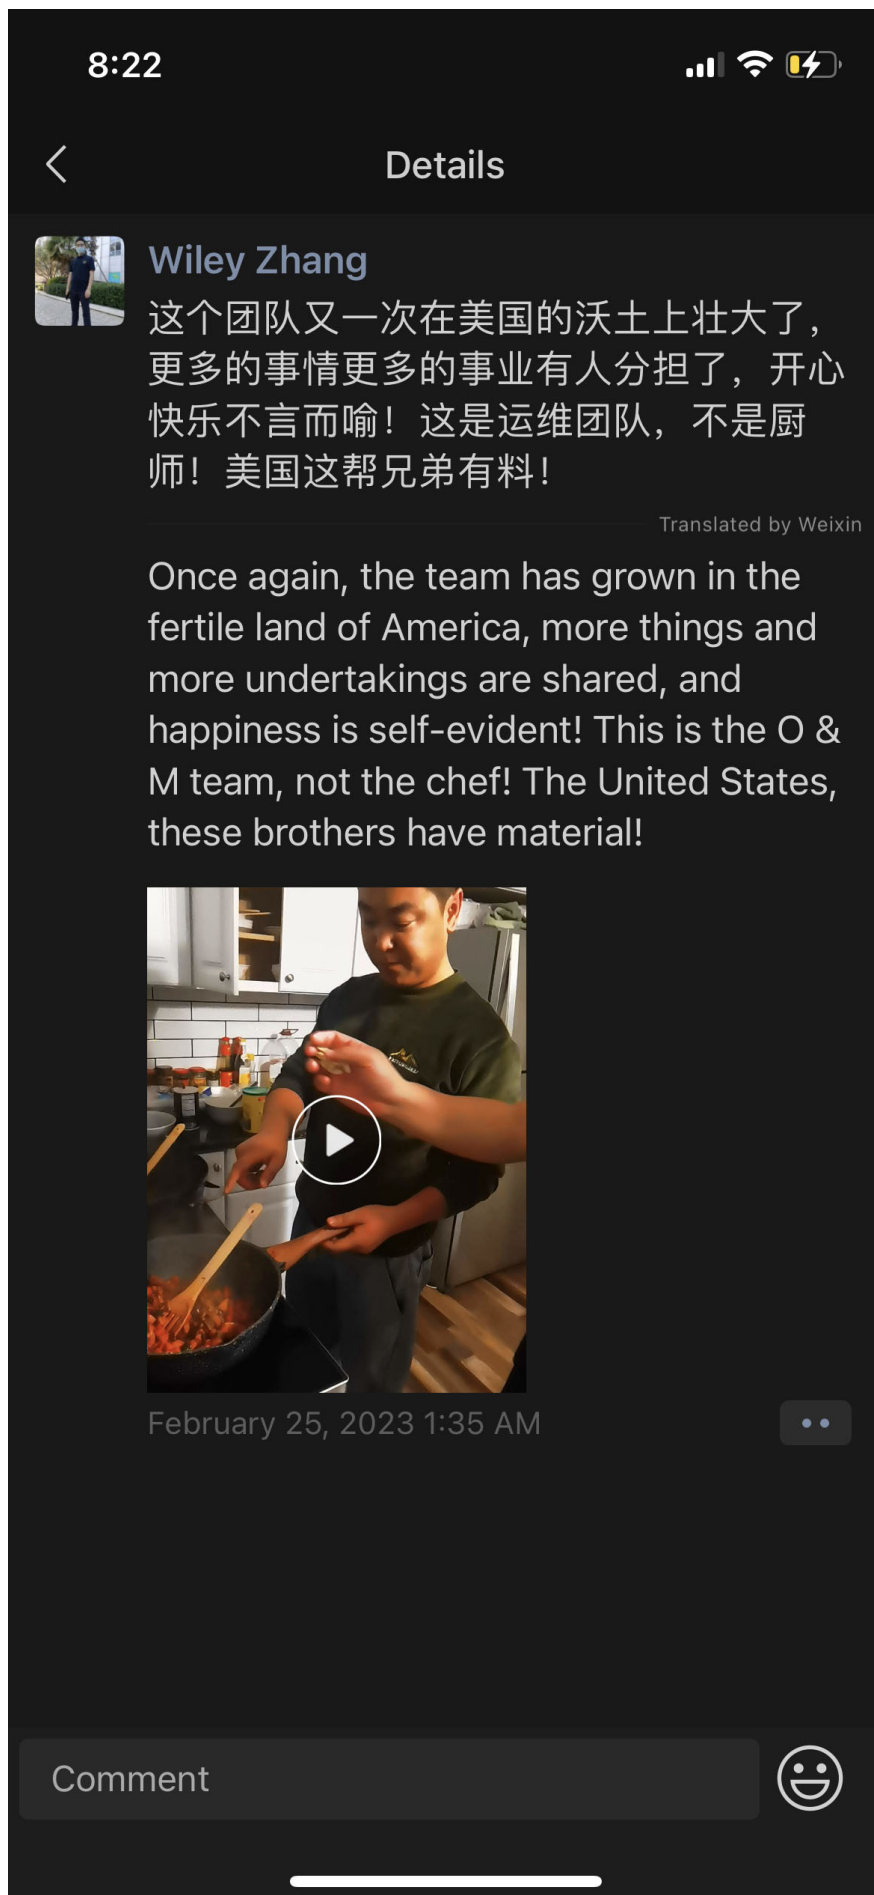 8:22
Details
Wiley Zhang
这个团队又一次在美国的沃土上壮大了，
更多的事情更多的事业有人分担了，开心
快乐不言而喻！这是运维团队，不是厨
师！美国这帮兄弟有料！
Translated by Weixin
Once again, the team has grown in the
fertile land of America, more things and
more undertakings are shared, and
happiness is self-evident! This is the O &
M team, not the chef! The United States,
these brothers have material!
February 25, 2023 1:35 AM
Comment